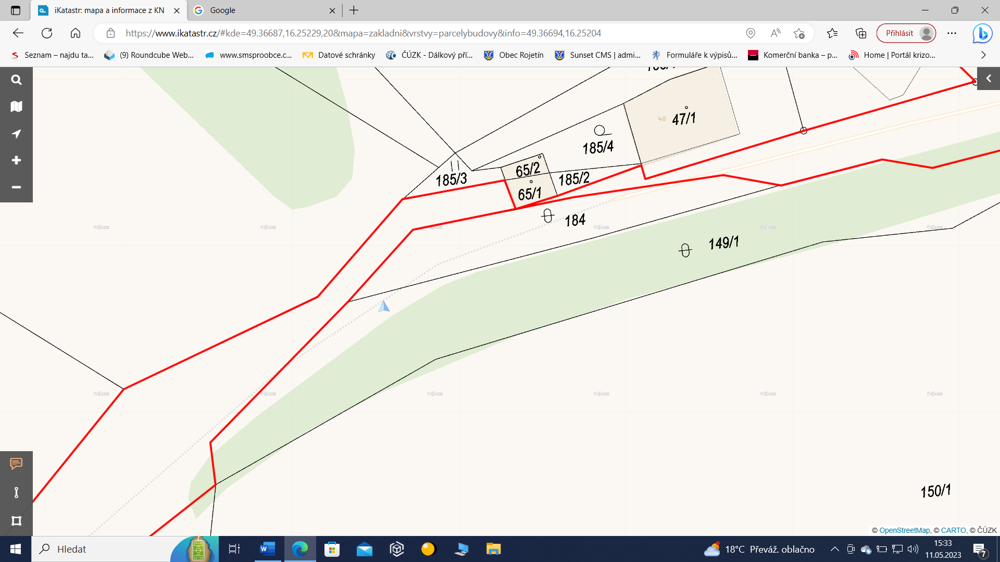 iKatastr: mapa a informace z KN
Google
https://www.ikatastr.cz/#kde=49.36687,16.25229,20&mapa=zakladni&vrstvy=parcelybudovy&info=49.36694,16.25204
Přihlásit
Seznam – najdu ta...
(9) Roundcube Web...
www.smsproobce.c...
Datové schránky
ČÚZK - Dálkový pří...
Obec Rojetín
Sunset CMS | admi...
Formuláře k výpisů...
Komerční banka – p...
Home | Portál krizo...
48
47/1
185/4
65/2
185/3
185/2
65/1
184
149/1
150/1
© OpenStreetMap, © CARTO, © ČÚZK
Hledat
18°C Převáž. oblačno
15:33
11.05.2023
7